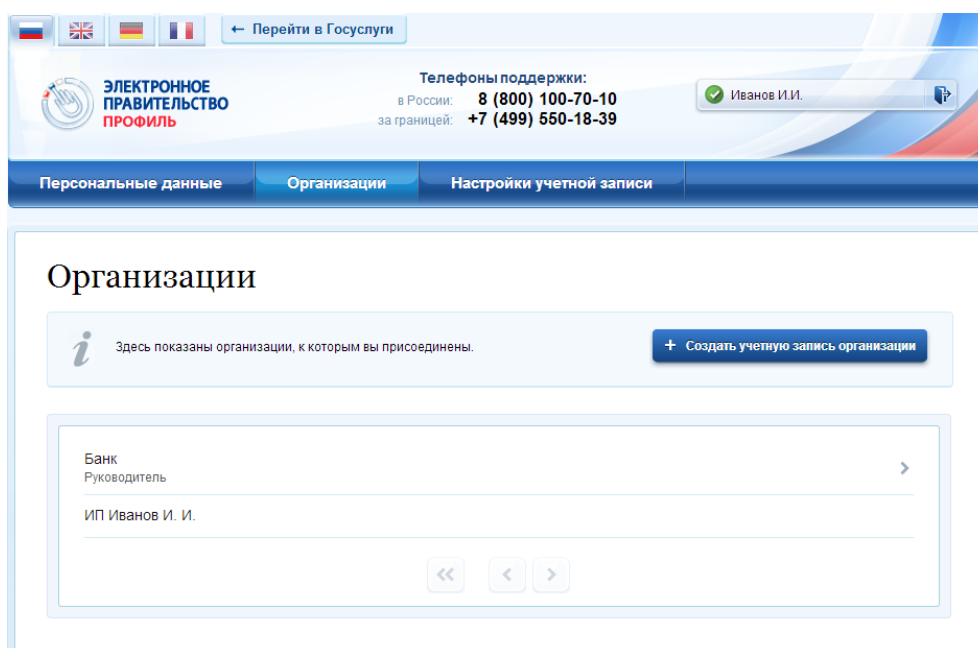 ← Перейти в Госуслуги
ЭЛЕКТРОННОЕ
ПРАВИТЕЛЬСТВО
ПРОФИЛЬ
Телефоны поддержки:
в России: 8 (800) 100-70-10
за границей: +7 (499) 550-18-39
Иванов И.И.
Персональные данные Организации Настройки учетной записи
Организации
Здесь показаны организации, к которым вы присоединены.
+ Создать учетную запись организации
Банк
Руководитель
ИП Иванов И. И.